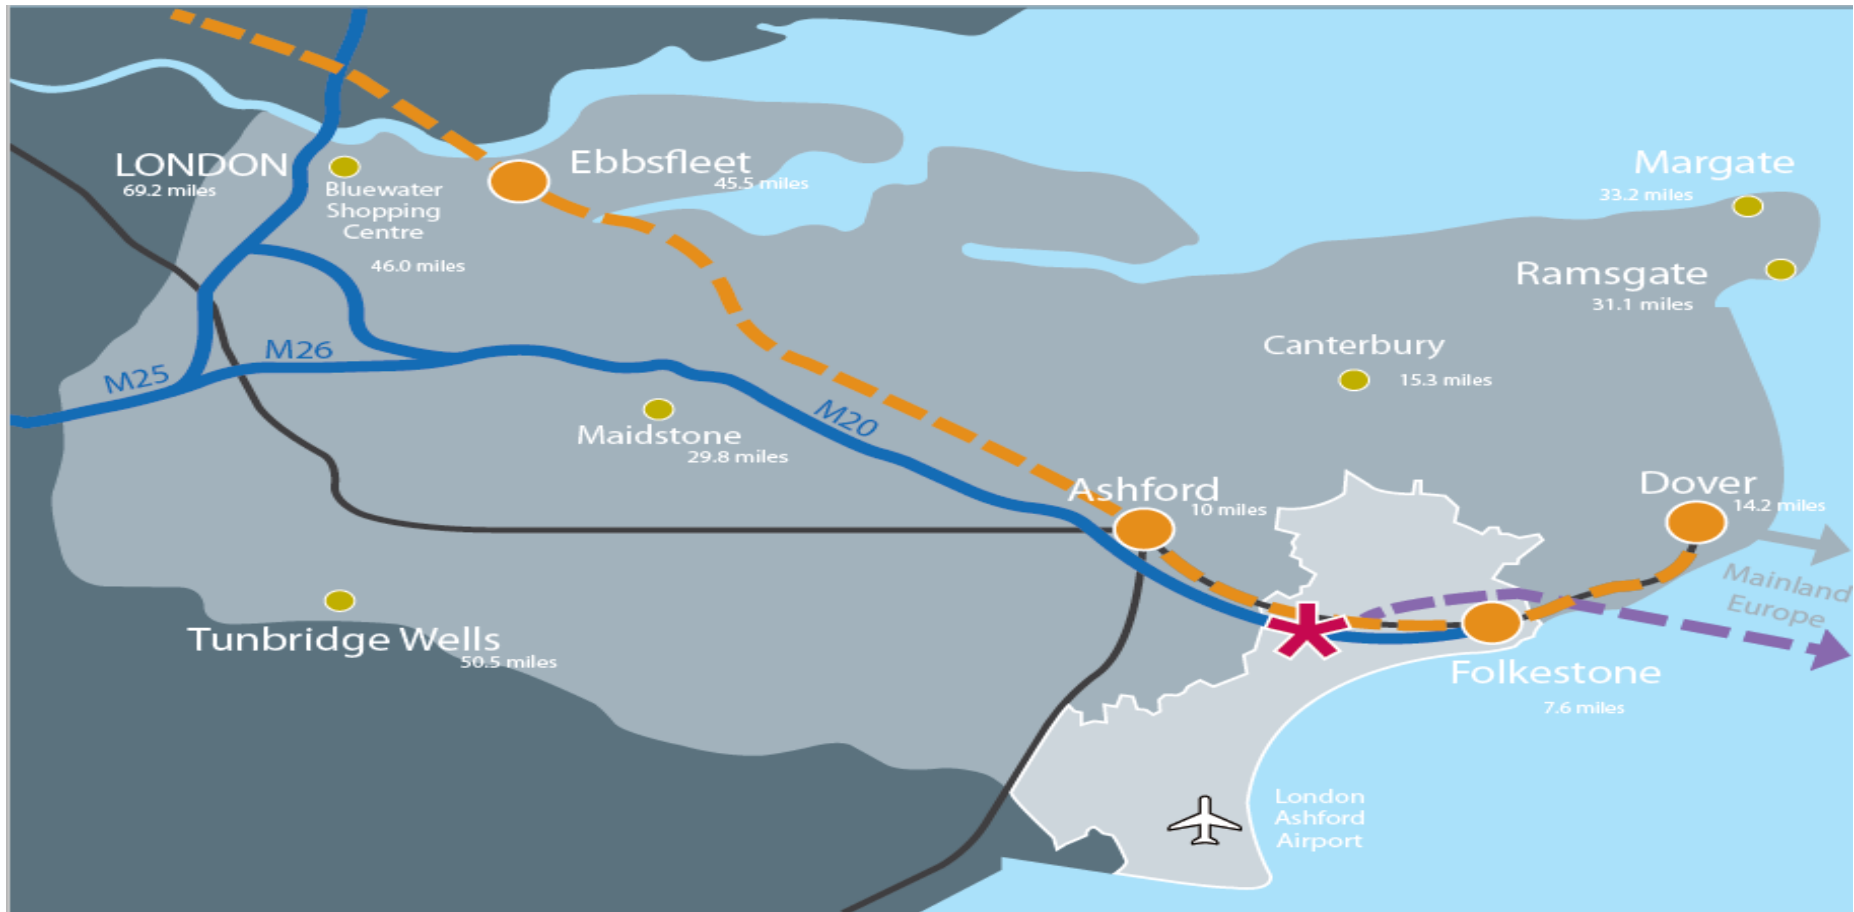 LONDON
69.2 miles
Bluewater
Shopping
Centre
46.0 miles
Ebbsfleet
45.5 miles
Margate
33.2 miles
Ramsgate
31.1 miles
Canterbury
15.3 miles
M25
M26
M20
Maidstone
29.8 miles
Ashford
10 miles
Dover
14.2 miles
Mainland
Europe
Tunbridge Wells
50.5 miles
Folkestone
7.6 miles
London
Ashford
Airport